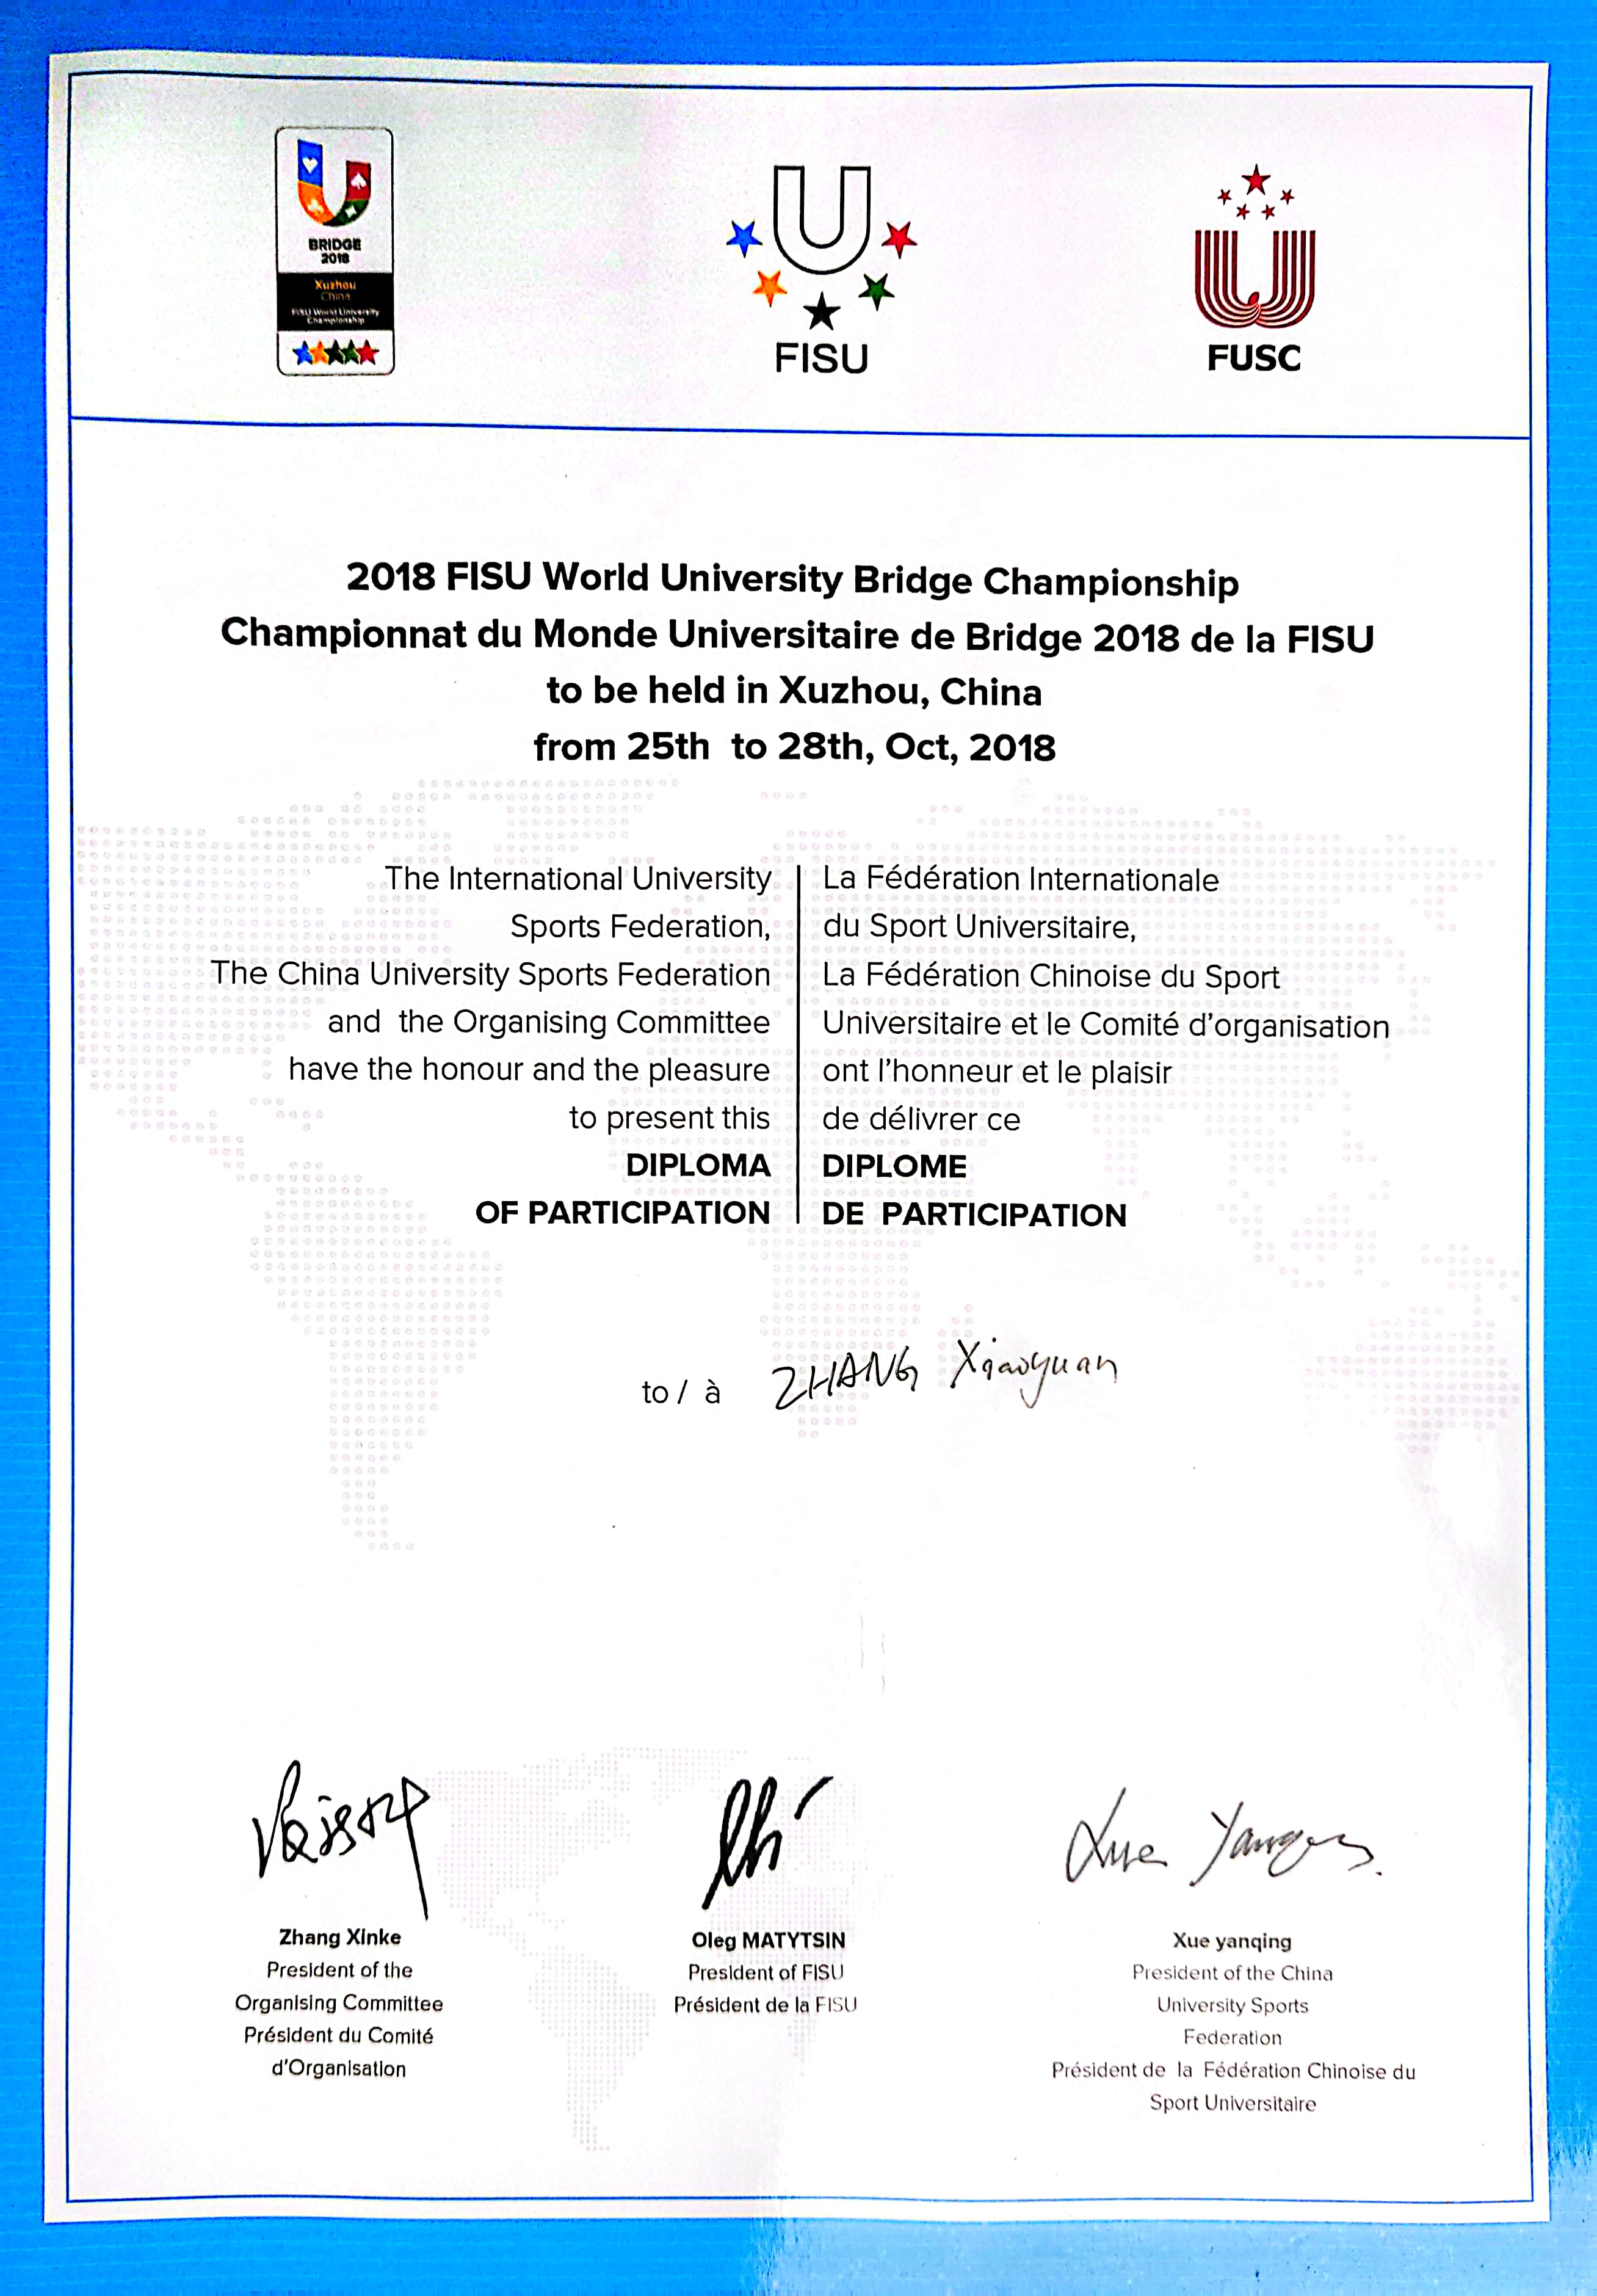 BRIDGE
2018
Xuzhou
China
FISU World University
Championship
FISU
FUSC
2018 FISU World University Bridge Championship
Championnat du Monde Universitaire de Bridge 2018 de la FISU
to be held in Xuzhou, China
from 25th to 28th, Oct, 2018
The International University
Sports Federation,
The China University Sports Federation
and the Organising Committee
have the honour and the pleasure
to present this
DIPLOMA
OF PARTICIPATION
La Fédération Internationale
du Sport Universitaire,
La Fédération Chinoise du Sport
Universitaire et le Comité d'organisation
ont l'honneur et le plaisir
de délivrer ce
DIPLOME
DE PARTICIPATION
to / à ZHANG Xiaoyuan
Xue Yanqing
Zhang Xinke
President of the
Organising Committee
Président du Comité
d'Organisation
Oleg MATYTSIN
President of FISU
Président de la FISU
Xue yanqing
President of the China
University Sports
Federation
Président de la Fédération Chinoise du
Sport Universitaire